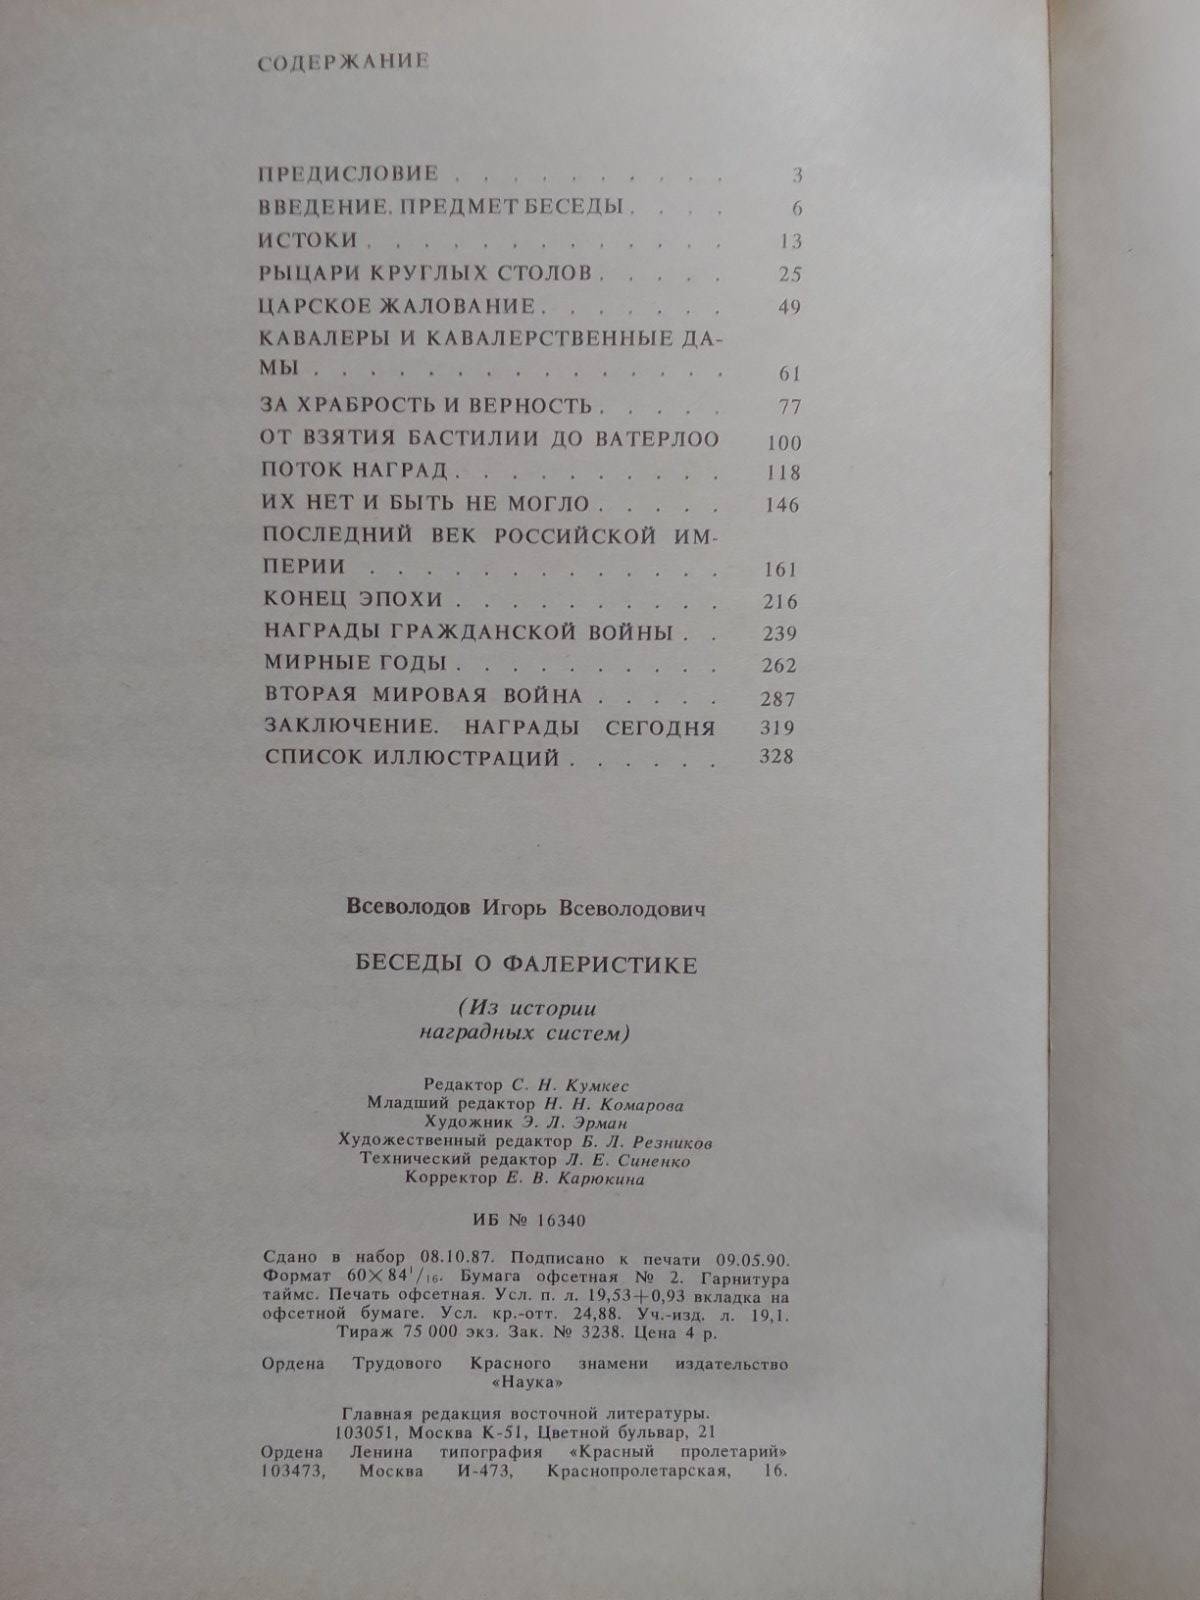 СОДЕРЖАНИЕ
ПРЕДИСЛОВИЕ . . . . . . . . . . 3
ВВЕДЕНИЕ. ПРЕДМЕТ БЕСЕДЫ . . . . 6
ИСТОКИ . . . . . . . . . . . . . 13
РЫЦАРИ КРУГЛЫХ СТОЛОВ . . . . . 25
ЦАРСКОЕ ЖАЛОВАНИЕ . . . . . . . 49
КАВАЛЕРЫ И КАВАЛЕРСТВЕННЫЕ ДА-
МЫ . . . . . . . . . . . . . . . 61
ЗА ХРАБРОСТЬ И ВЕРНОСТЬ . . . . . 77
ОТ ВЗЯТИЯ БАСТИЛИИ ДО ВАТЕРЛОО 100
ПОТОК НАГРАД . . . . . . . . . . 118
ИХ НЕТ И БЫТЬ НЕ МОГЛО . . . . . 146
ПОСЛЕДНИЙ ВЕК РОССИЙСКОЙ ИМ-
ПЕРИИ . . . . . . . . . . . . . 161
КОНЕЦ ЭПОХИ . . . . . . . . . . 216
НАГРАДЫ ГРАЖДАНСКОЙ ВОЙНЫ . . 239
МИРНЫЕ ГОДЫ . . . . . . . . . . 262
ВТОРАЯ МИРОВАЯ ВОЙНА . . . . . 287
ЗАКЛЮЧЕНИЕ. НАГРАДЫ СЕГОДНЯ 319
СПИСОК ИЛЛЮСТРАЦИЙ . . . . . . 328
Всеволодов Игорь Всеволодович
БЕСЕДЫ О ФАЛЕРИСТИКЕ
(Из истории
наградных систем)
Редактор С. Н. Кумкес
Младший редактор Н. Н. Комарова
Художник Э. Л. Эрман
Художественный редактор Б. Л. Резников
Технический редактор Л. Е. Синенко
Корректор Е. В. Карюкина
ИБ № 16340
Сдано в набор 08.10.87. Подписано к печати 09.05.90.
Формат 60×84¹/₁₆. Бумага офсетная № 2. Гарнитура
таймс. Печать офсетная. Усл. п. л. 19,53+0,93 вкладка на
офсетной бумаге. Усл. кр.-отт. 24,88. Уч.-изд. л. 19,1.
Тираж 75 000 экз. Зак. № 3238. Цена 4 р.
Ордена Трудового Красного знамени издательство
«Наука»
Главная редакция восточной литературы.
103051, Москва К-51, Цветной бульвар, 21
Ордена Ленина типография «Красный пролетарий»
103473, Москва И-473, Краснопролетарская, 16.